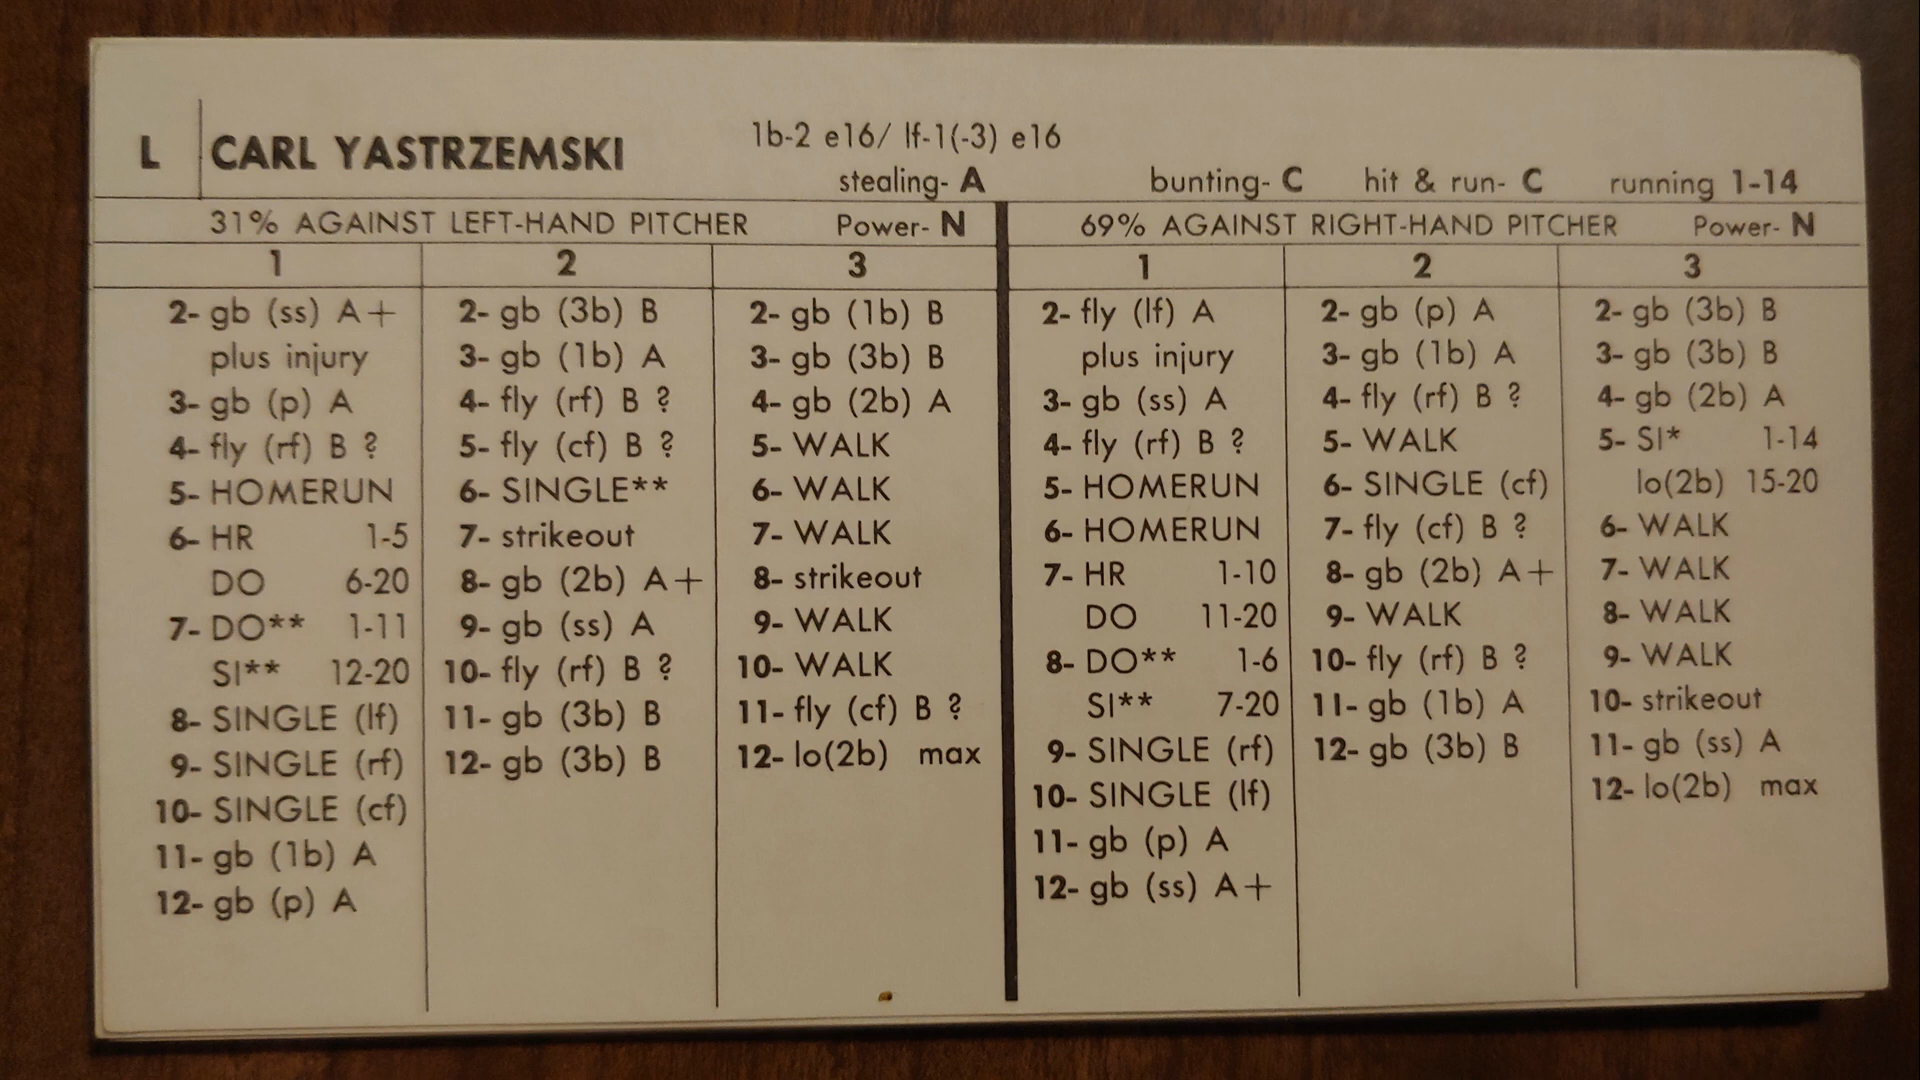 L CARL YASTRZEMSKI 1b-2 e16/ lf-1(-3) e16
stealing- A bunting- C hit & run- C running 1-14
31% AGAINST LEFT-HAND PITCHER Power- N
1
2- gb (ss) A+
plus injury
3- gb (p) A
4- fly (rf) B ?
5- HOMERUN
6- HR 1-5
DO 6-20
7- DO** 1-11
SI** 12-20
8- SINGLE (lf)
9- SINGLE (rf)
10- SINGLE (cf)
11- gb (1b) A
12- gb (p) A
2
2- gb (3b) B
3- gb (1b) A
4- fly (rf) B ?
5- fly (cf) B ?
6- SINGLE**
7- strikeout
8- gb (2b) A+
9- gb (ss) A
10- fly (rf) B ?
11- gb (3b) B
12- gb (3b) B
3
2- gb (1b) B
3- gb (3b) B
4- gb (2b) A
5- WALK
6- WALK
7- WALK
8- strikeout
9- WALK
10- WALK
11- fly (cf) B ?
12- lo(2b) max
69% AGAINST RIGHT-HAND PITCHER Power- N
1
2- fly (lf) A
plus injury
3- gb (ss) A
4- fly (rf) B ?
5- HOMERUN
6- HOMERUN
7- HR 1-10
DO 11-20
8- DO** 1-6
SI** 7-20
9- SINGLE (rf)
10- SINGLE (lf)
11- gb (p) A
12- gb (ss) A+
2
2- gb (p) A
3- gb (1b) A
4- fly (rf) B ?
5- WALK
6- SINGLE (cf)
7- fly (cf) B ?
8- gb (2b) A+
9- WALK
10- fly (rf) B ?
11- gb (1b) A
12- gb (3b) B
3
2- gb (3b) B
3- gb (3b) B
4- gb (2b) A
5- SI* 1-14
lo(2b) 15-20
6- WALK
7- WALK
8- WALK
9- WALK
10- strikeout
11- gb (ss) A
12- lo(2b) max